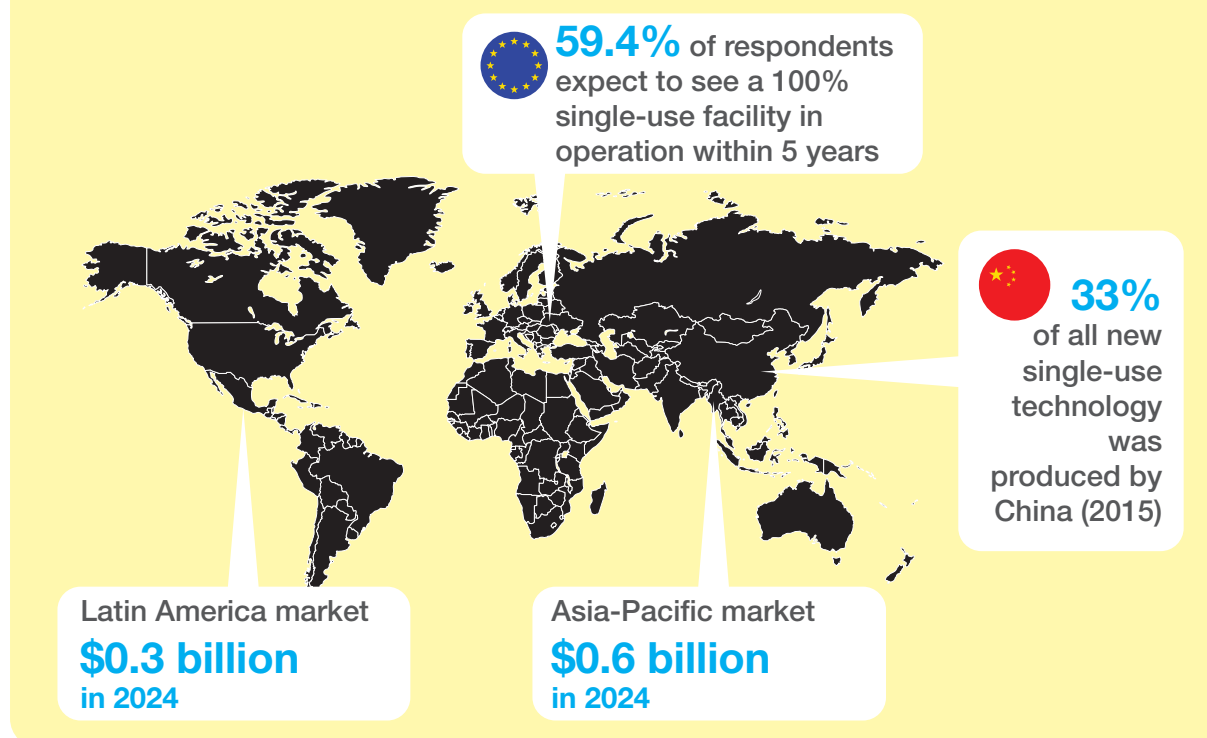 59.4% of respondents
expect to see a 100%
single-use facility in
operation within 5 years
33%
of all new
single-use
technology
was
produced by
China (2015)
Latin America market
$0.3 billion
in 2024
Asia-Pacific market
$0.6 billion
in 2024